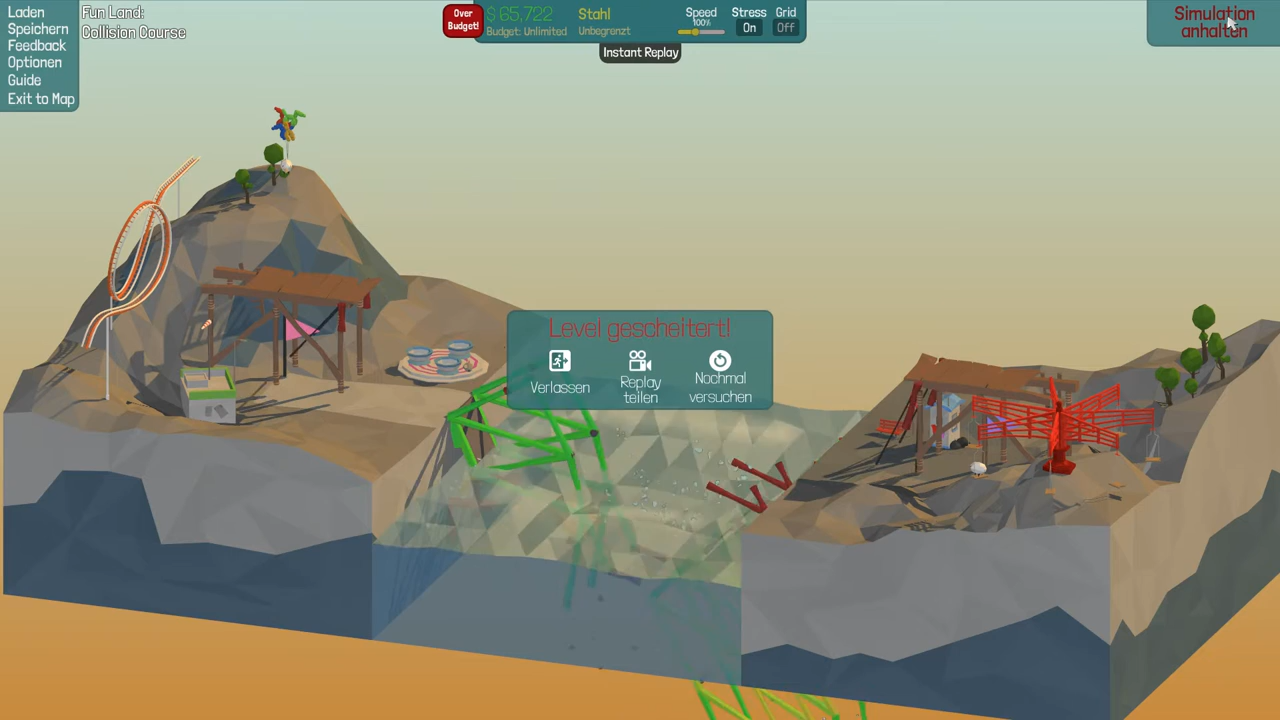 Laden
Speichern
Feedback
Optionen
Guide
Exit to Map
Fun Land:
Collision Course
Over
Budget!
$ 65,722
Budget: Unlimited
Stahl
Unbegrenzt
Speed
100%
Stress
On
Grid
Off
Instant Replay
Simulation
anhalten
Level gescheitert!
Verlassen
Replay
teilen
Nochmal
versuchen